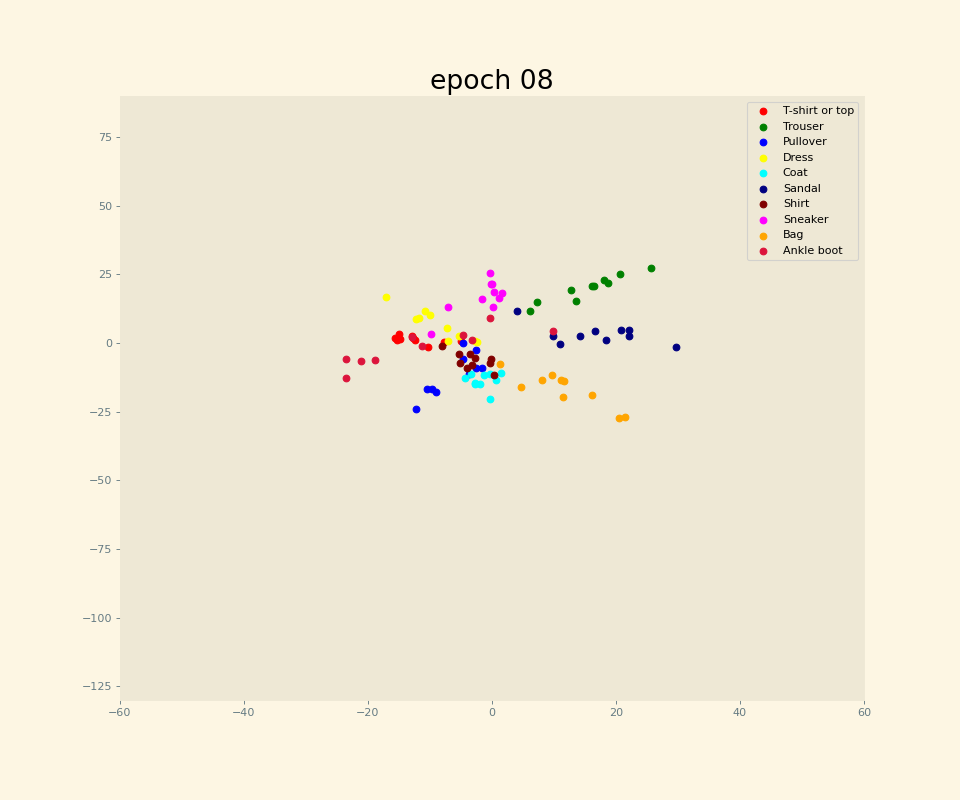 epoch 08
T-shirt or top
Trouser
Pullover
Dress
Coat
Sandal
Shirt
Sneaker
Bag
Ankle boot
75
50
25
0
−25
−50
−75
−100
−125
−60 −40 −20 0 20 40 60